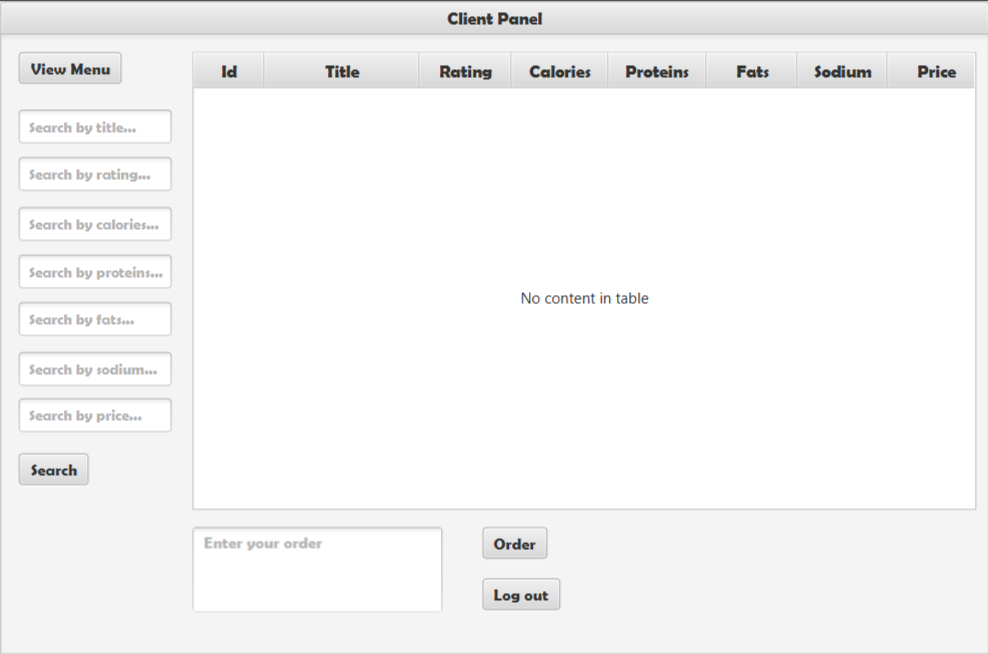 Client Panel
View Menu
Search by title...
Search by rating...
Search by calories...
Search by proteins...
Search by fats...
Search by sodium...
Search by price...
Search
Id Title Rating Calories Proteins Fats Sodium Price
No content in table
Enter your order
Order
Log out